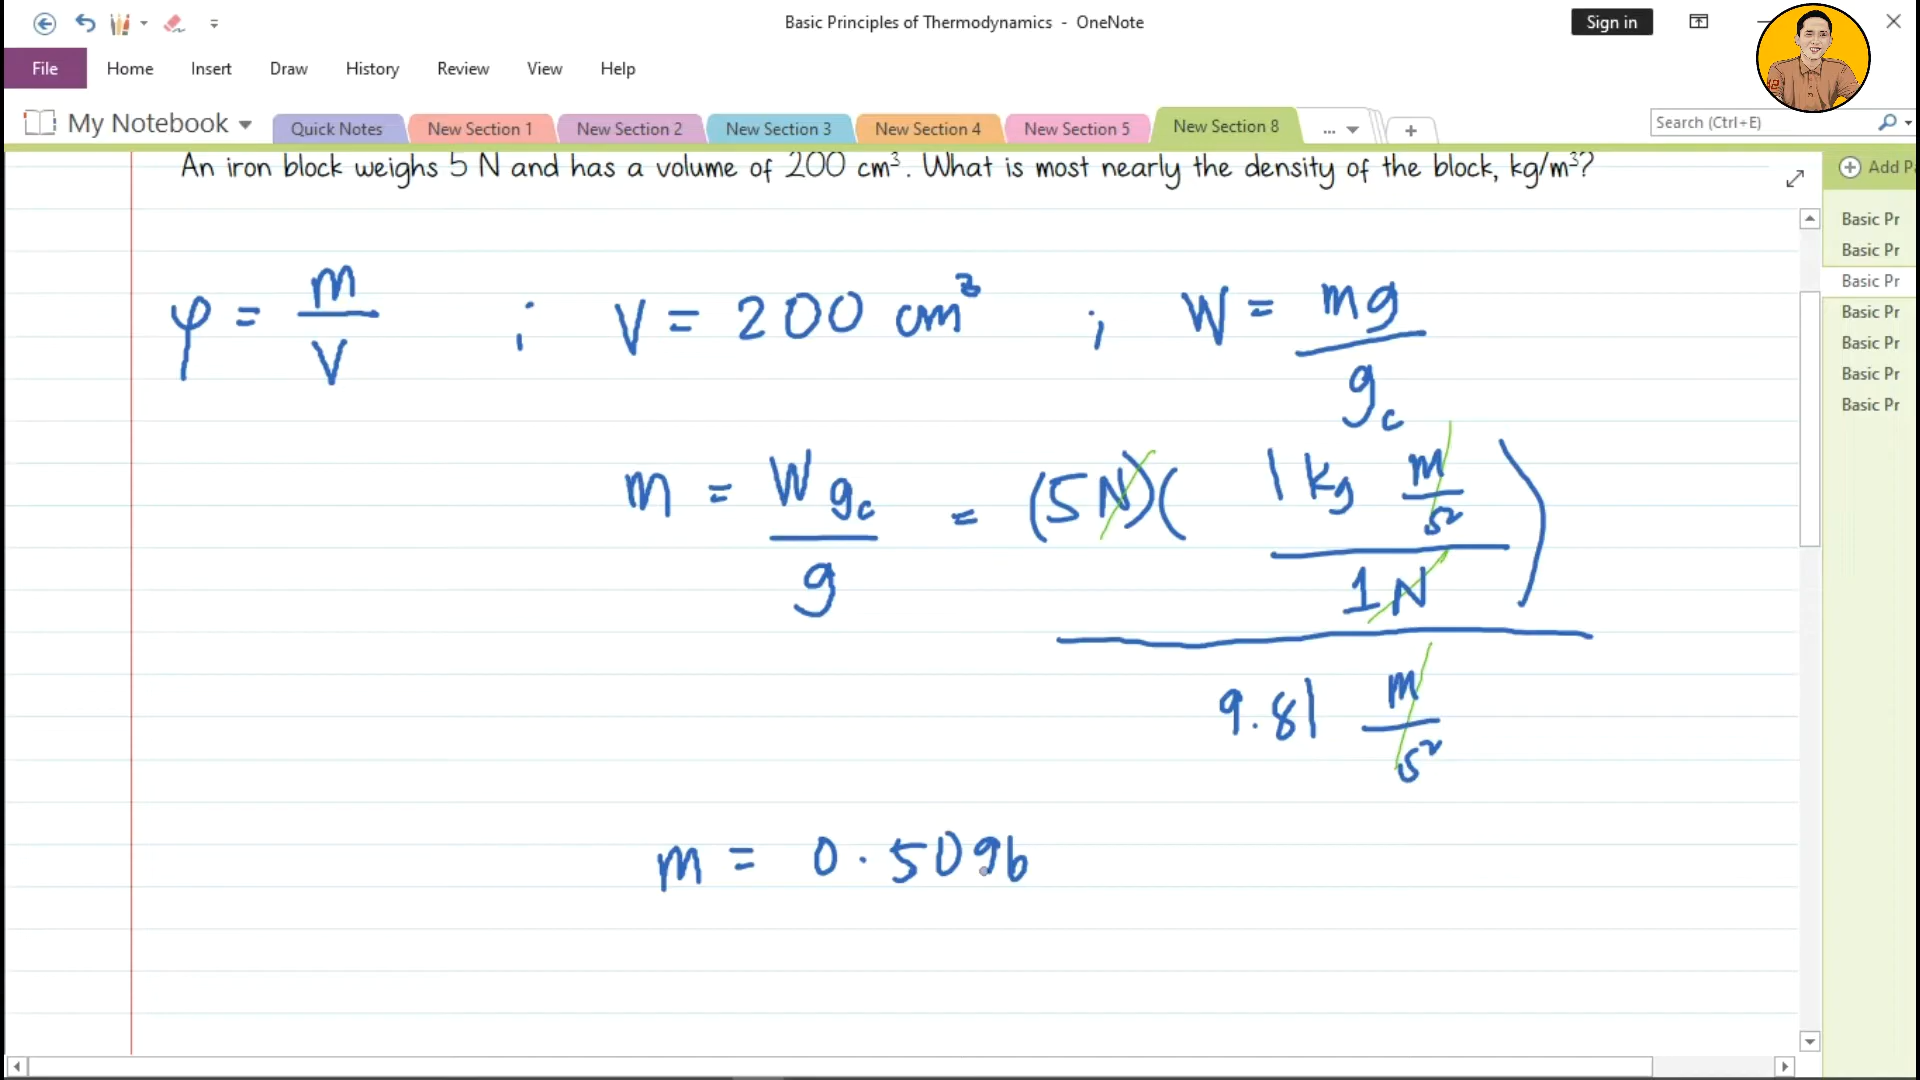 Basic Principles of Thermodynamics - OneNote
Sign in
File Home Insert Draw History Review View Help
My Notebook
Quick Notes New Section 1 New Section 2 New Section 3 New Section 4 New Section 5 New Section 8 ... +
Search (Ctrl+E)
An iron block weighs 5 N and has a volume of 200 cm³. What is most nearly the density of the block, kg/m³?
Add P
Basic Pr
Basic Pr
Basic Pr
Basic Pr
Basic Pr
Basic Pr
Basic Pr
ρ = m / V ; V = 200 cm³ ; W = mg / g_c
m = W g_c / g = (5 N)(1 kg m/s² / 1 N) / 9.81 m/s²
m = 0.5096